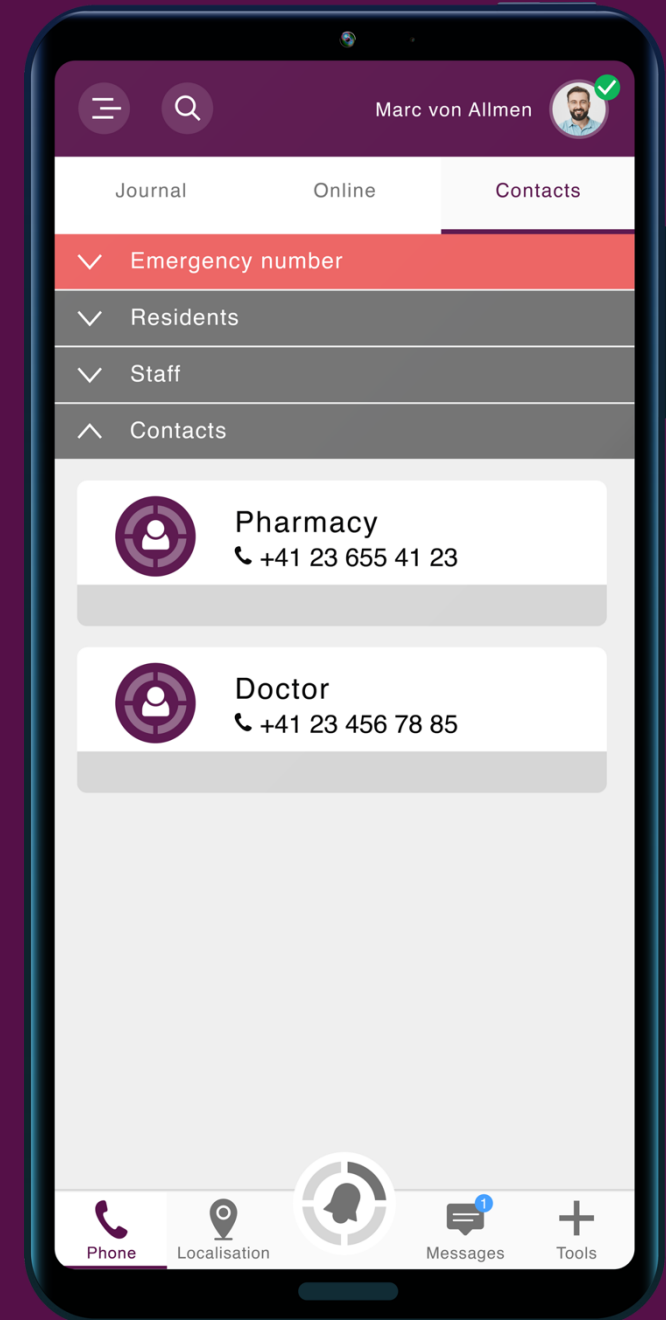 Marc von Allmen
Journal Online Contacts
Emergency number
Residents
Staff
Contacts
Pharmacy
+41 23 655 41 23
Doctor
+41 23 456 78 85
1
Phone Localisation Messages Tools